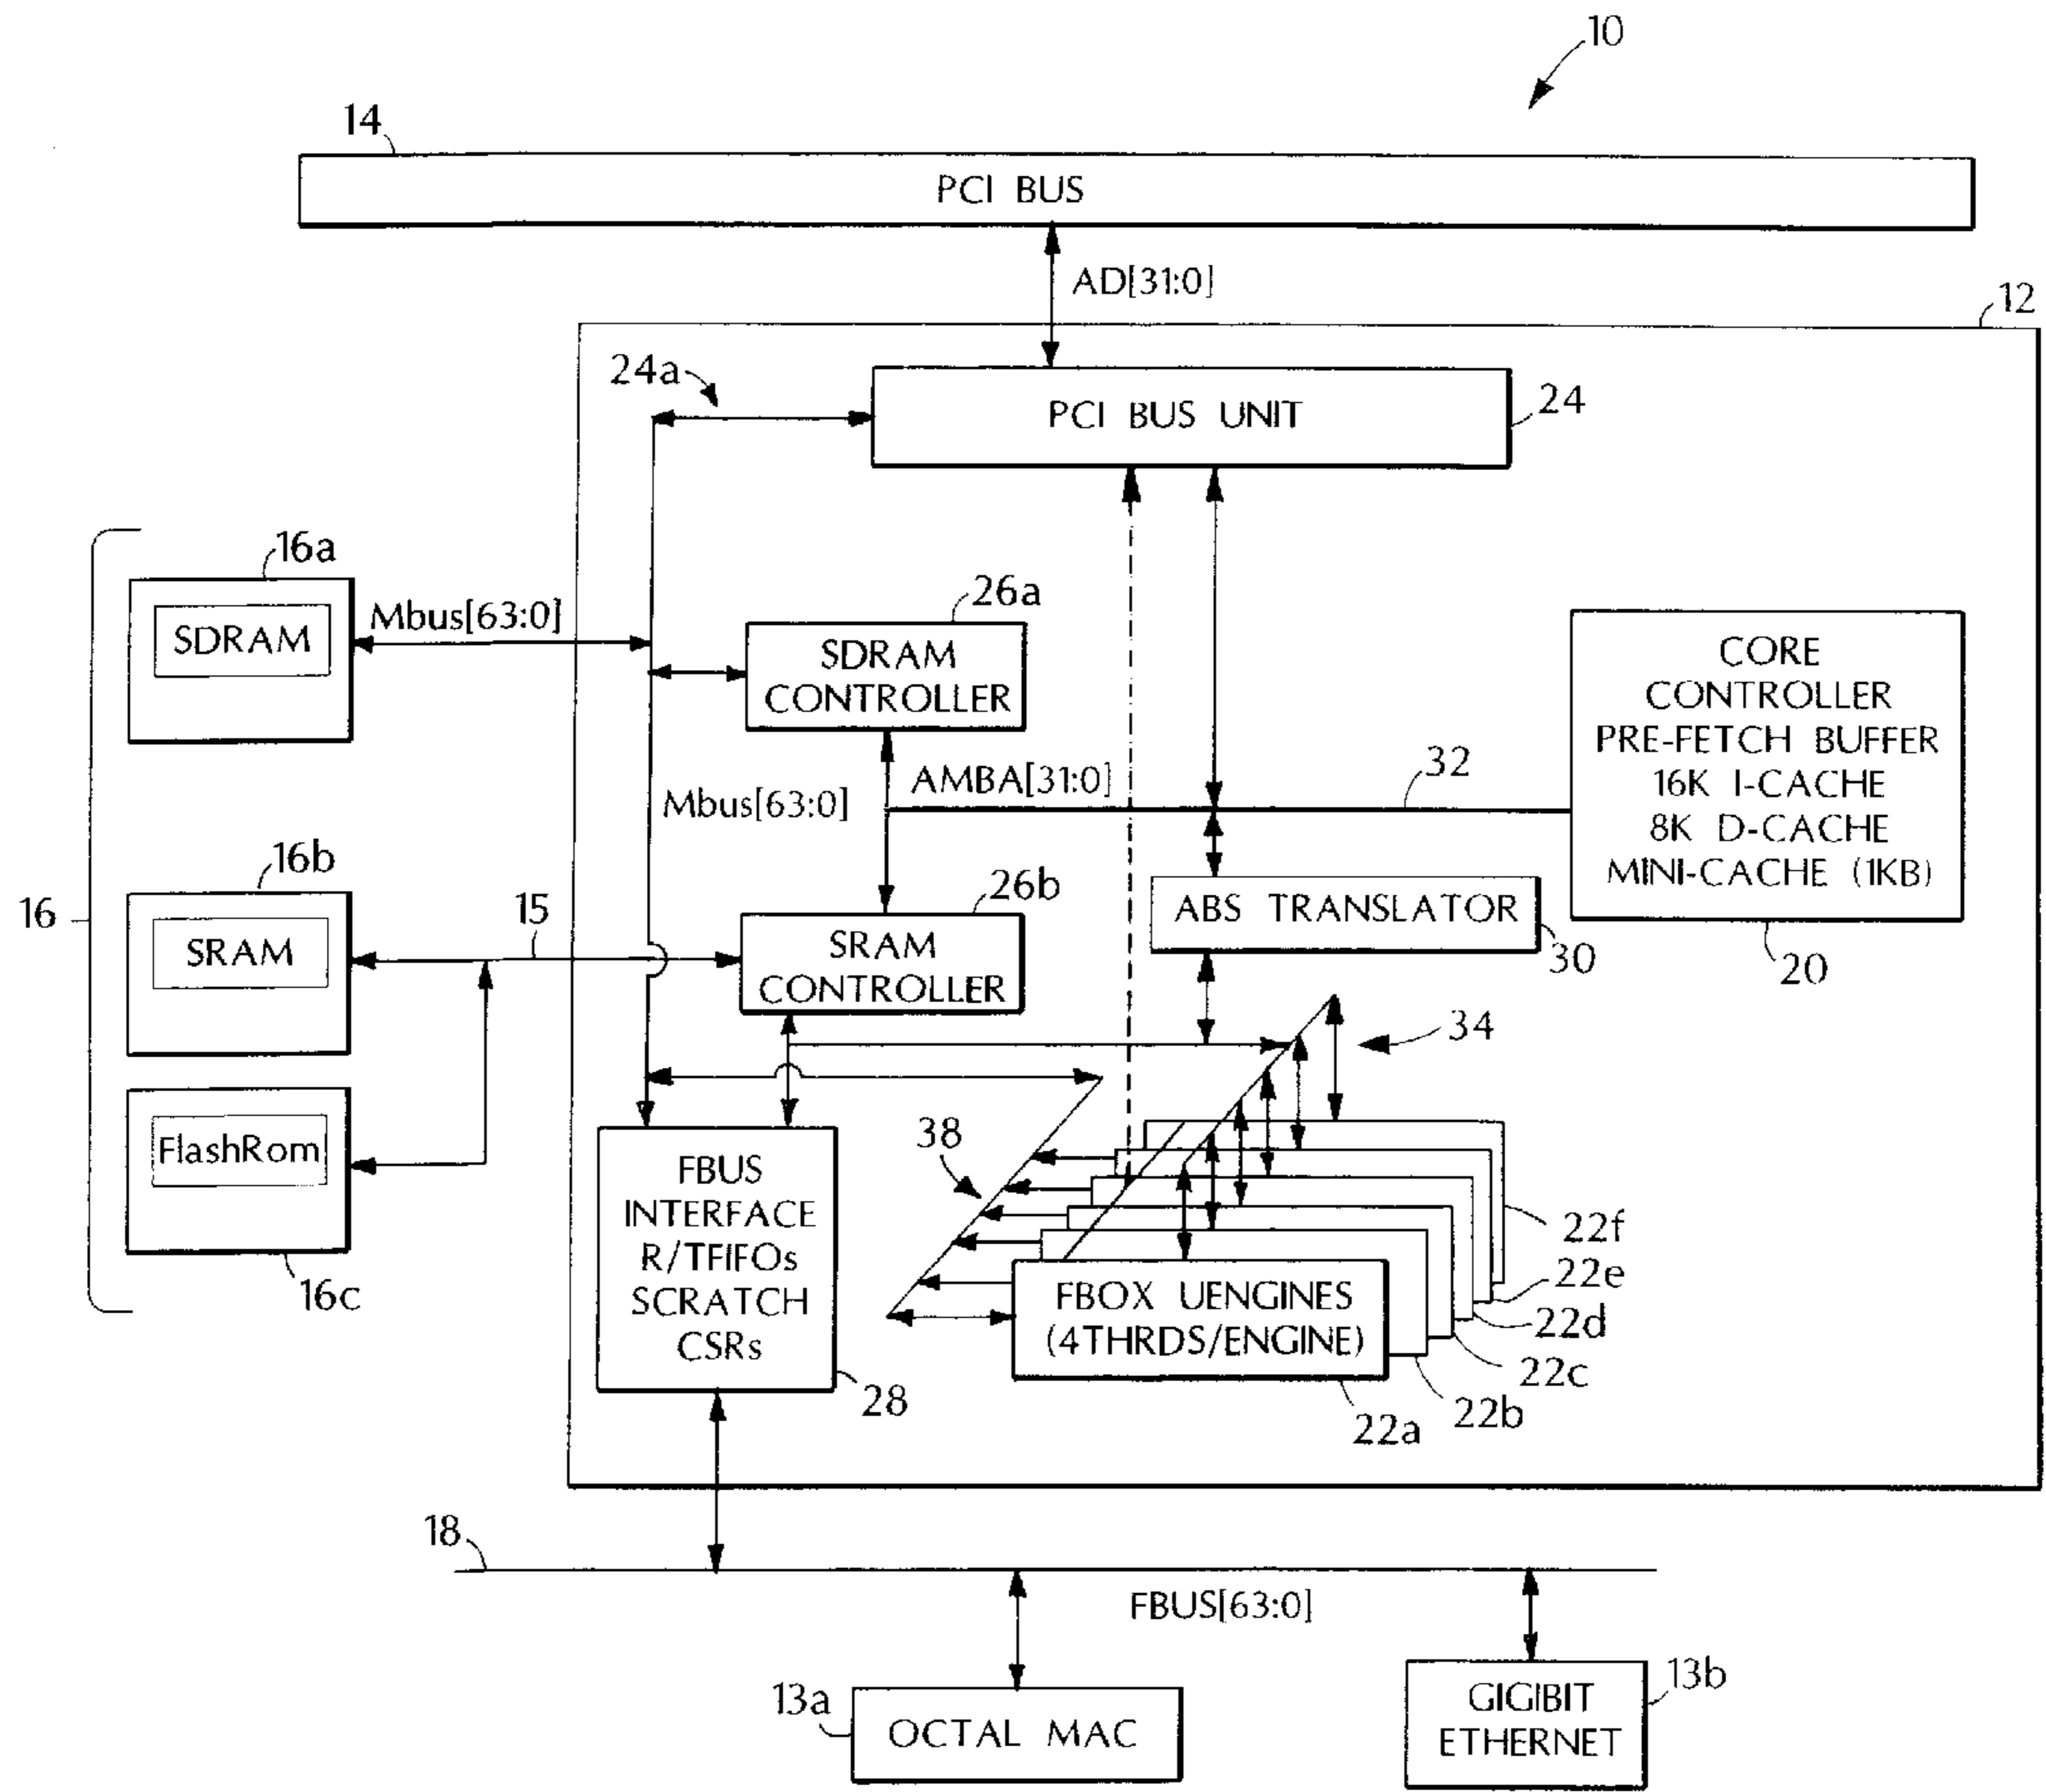 10
14
PCI BUS
AD[31:0]
12
24a
PCI BUS UNIT
24
16a
SDRAM
Mbus[63:0]
26a
SDRAM
CONTROLLER
CORE
CONTROLLER
PRE-FETCH BUFFER
16K I-CACHE
8K D-CACHE
MINI-CACHE (1KB)
20
AMBA[31:0]
32
Mbus[63:0]
16
16b
SRAM
15
26b
SRAM
CONTROLLER
ABS TRANSLATOR
30
34
FlashRom
16c
38
FBUS
INTERFACE
R/TFIFOs
SCRATCH
CSRs
28
FBOX UENGINES
(4THRDS/ENGINE)
22f
22e
22d
22c
22b
22a
18
FBUS[63:0]
13a
OCTAL MAC
13b
GIGIBIT
ETHERNET